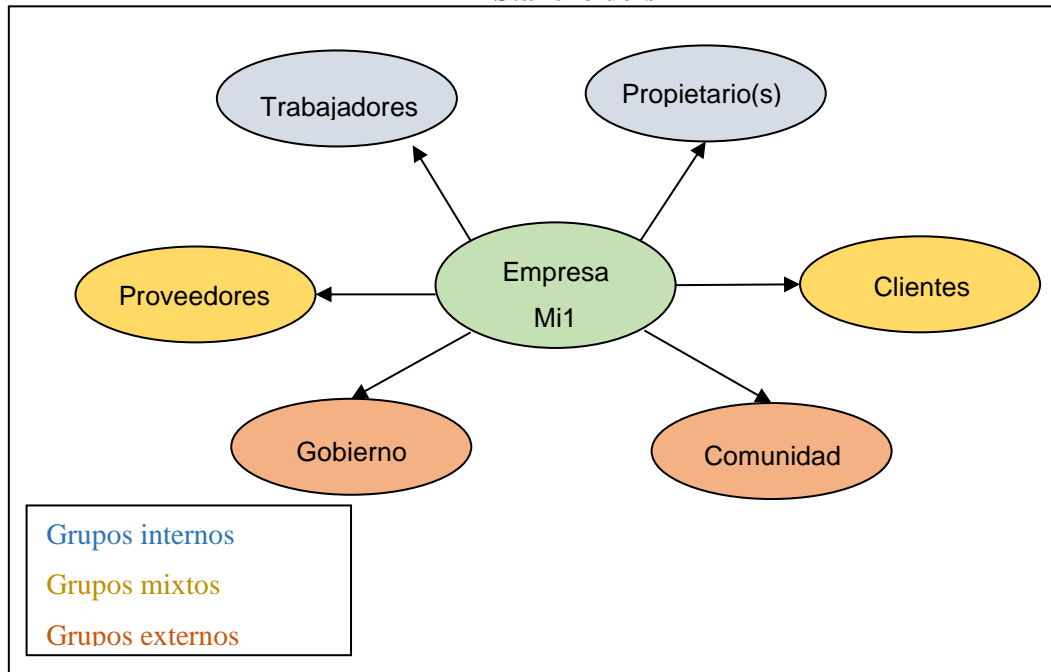 Trabajadores
Propietario(s)
Empresa
Mi1
Proveedores
Clientes
Gobierno
Comunidad
Grupos internos
Grupos mixtos
Grupos externos